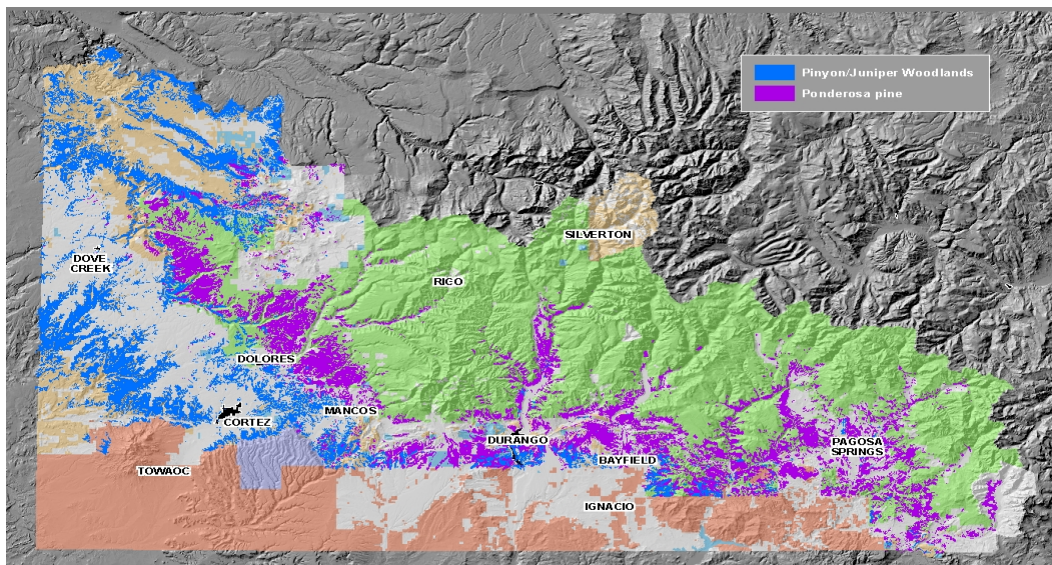 Pinyon/Juniper Woodlands
Ponderosa pine
SILVERTON
DOVE
CREEK
RICO
DOLORES
MANCOS
CORTEZ
DURANGO
PAGOSA
SPRINGS
BAYFIELD
TOWAOC
IGNACIO